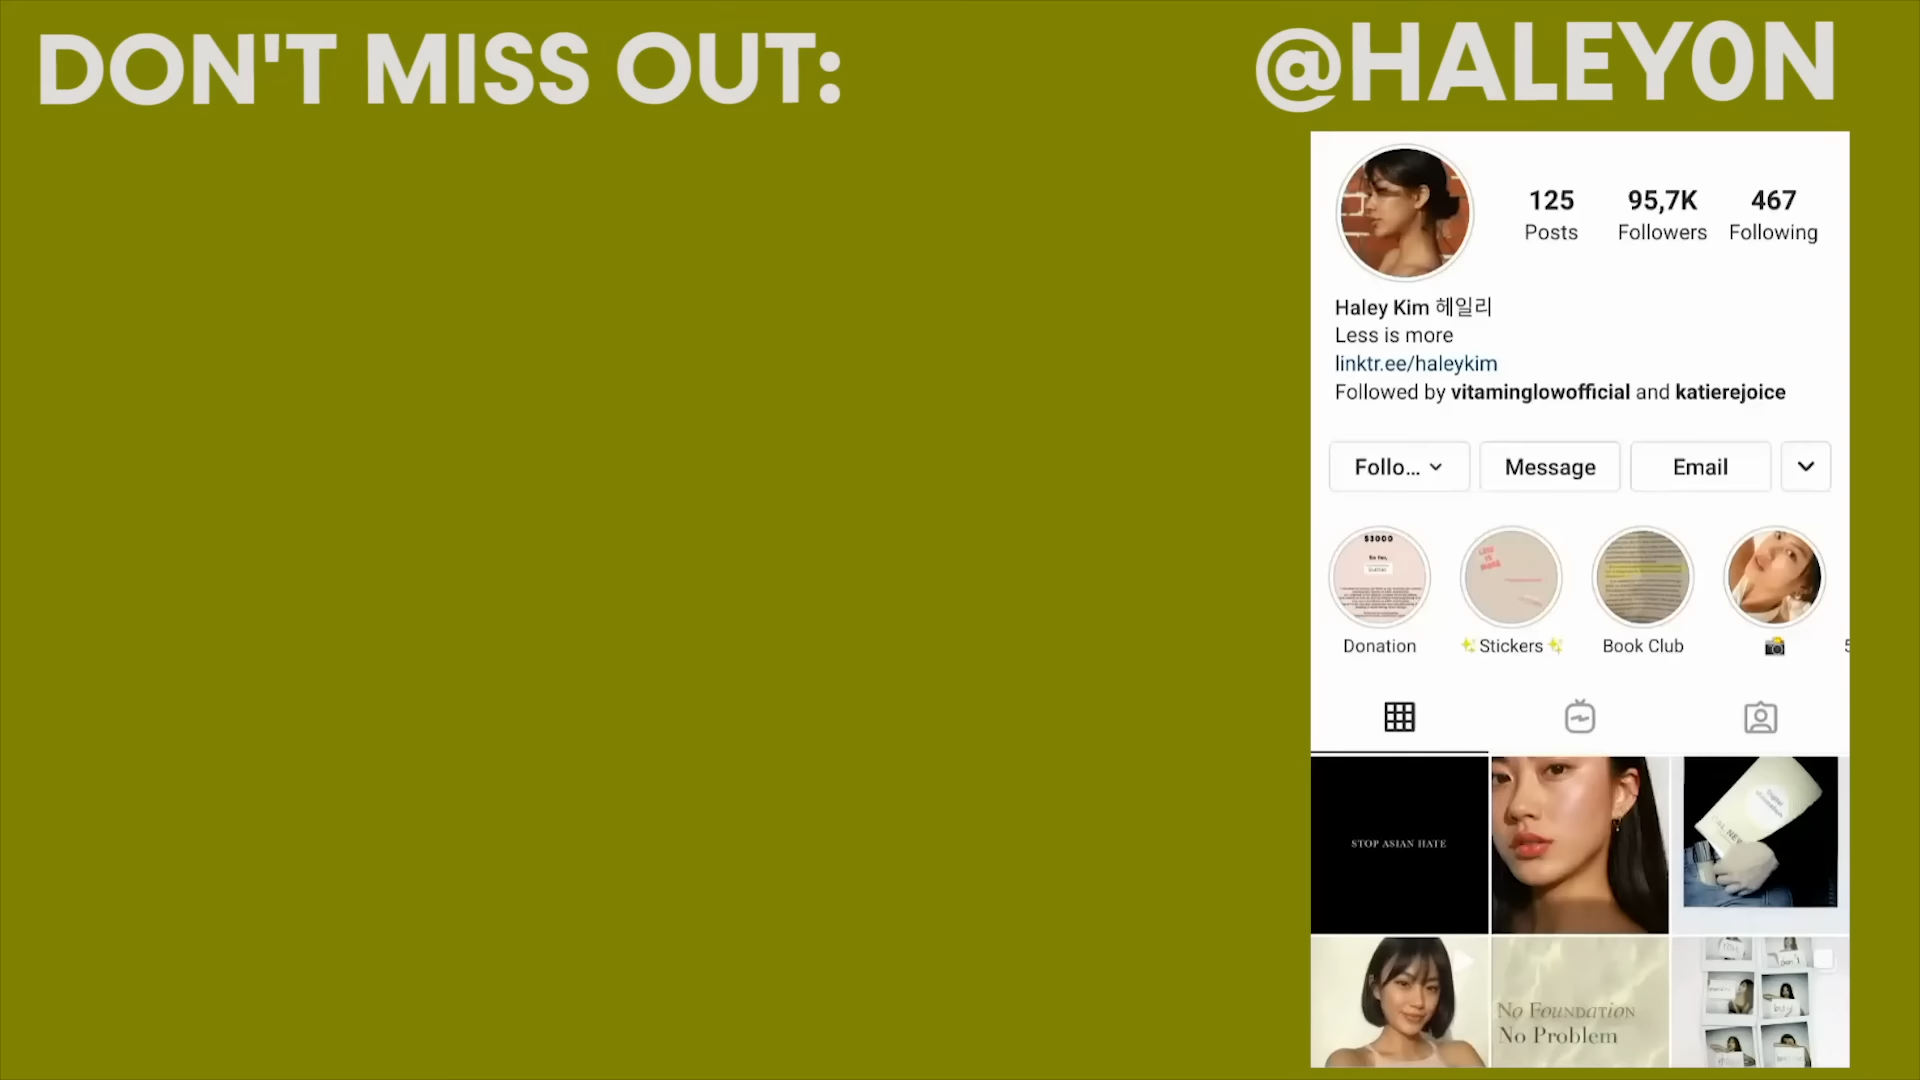 DON'T MISS OUT:
@HALEY0N
125 95,7K 467
Posts Followers Following
Haley Kim 헤일리
Less is more
linktr.ee/haleykim
Followed by vitaminglowofficial and katierejoice
Follo... Message Email
$3000
Donation ✨Stickers✨ Book Club 📸
STOP ASIAN HATE
No Foundation
No Problem